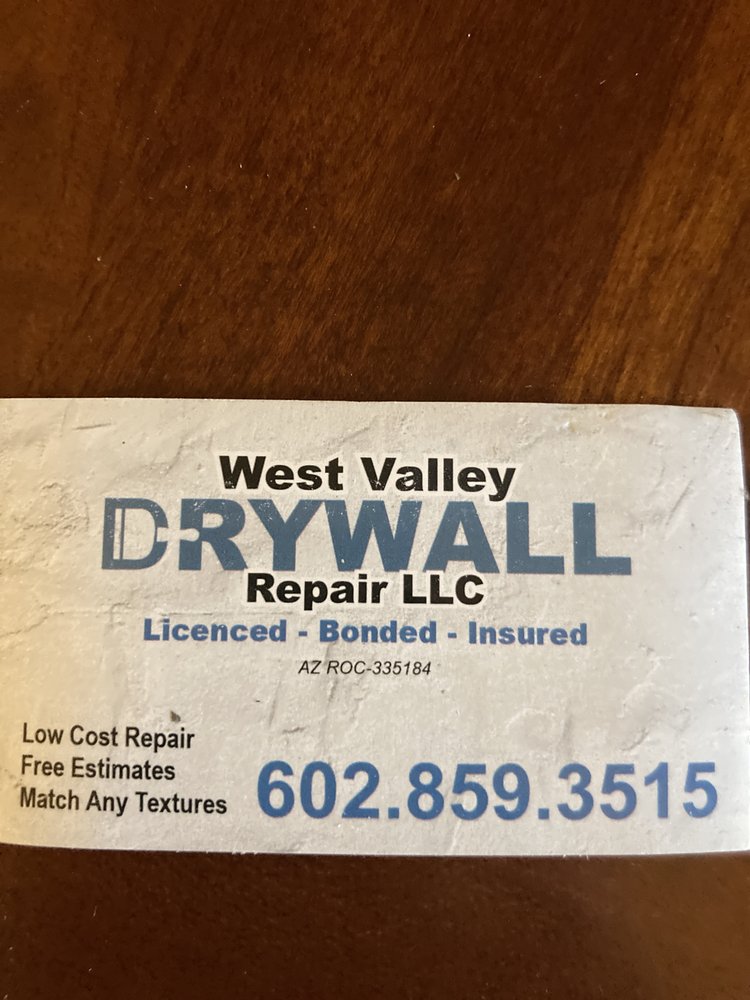 West Valley
DRYWALL
Repair LLC
Licenced - Bonded - Insured
AZ ROC-335184
Low Cost Repair
Free Estimates
Match Any Textures
602.859.3515